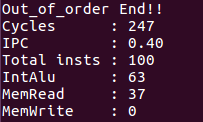 Out_of_order End!!
Cycles : 247
IPC : 0.40
Total insts : 100
IntAlu : 63
MemRead : 37
MemWrite : 0